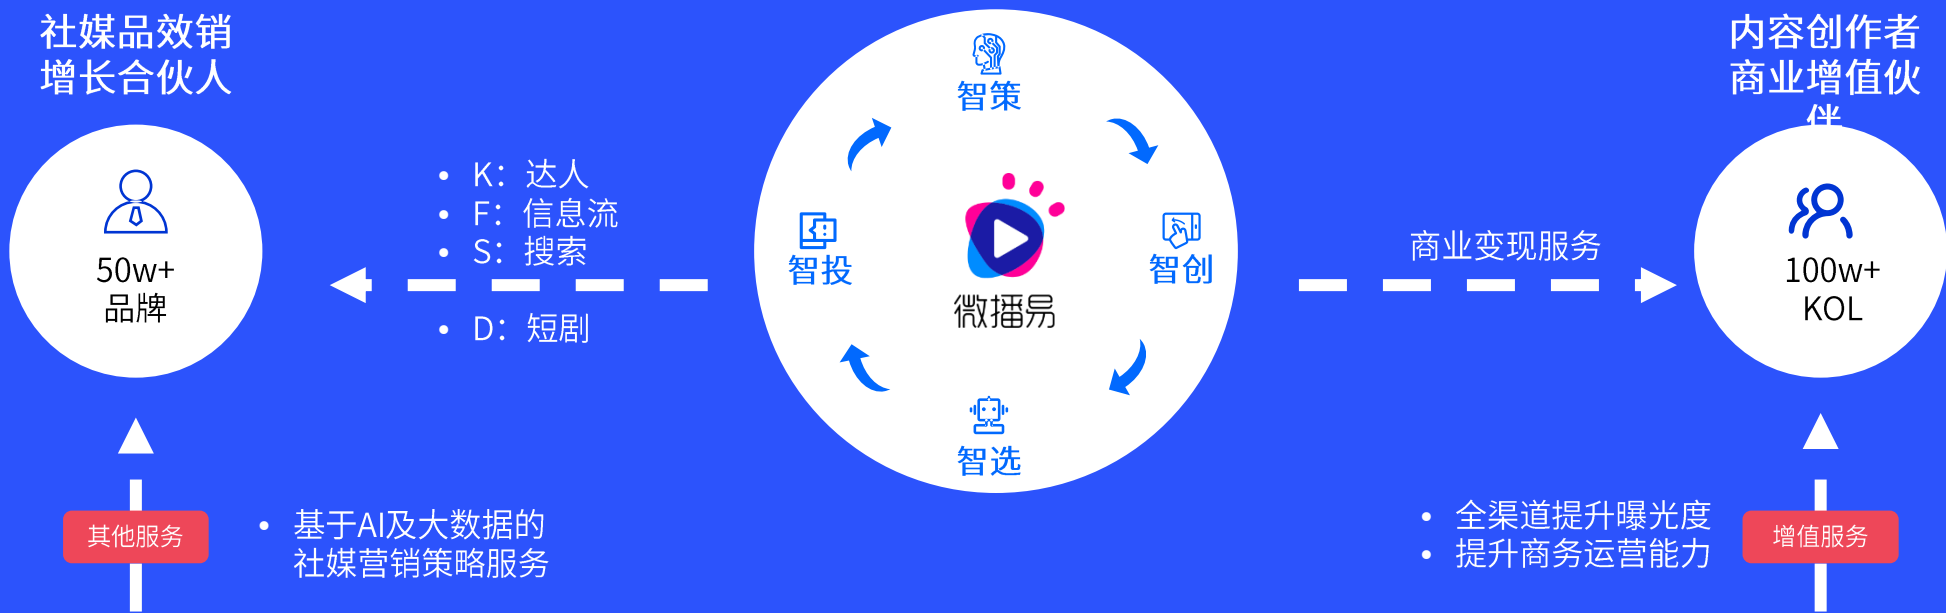 社媒品效销
增长合伙人
50w+
品牌
K：达人
F：信息流
S：搜索
D：短剧
智策
智投
智创
微播易
智选
商业变现服务
内容创作者
商业增值伙
伴
100w+
KOL
其他服务
基于AI及大数据的
社媒营销策略服务
全渠道提升曝光度
提升商务运营能力
增值服务